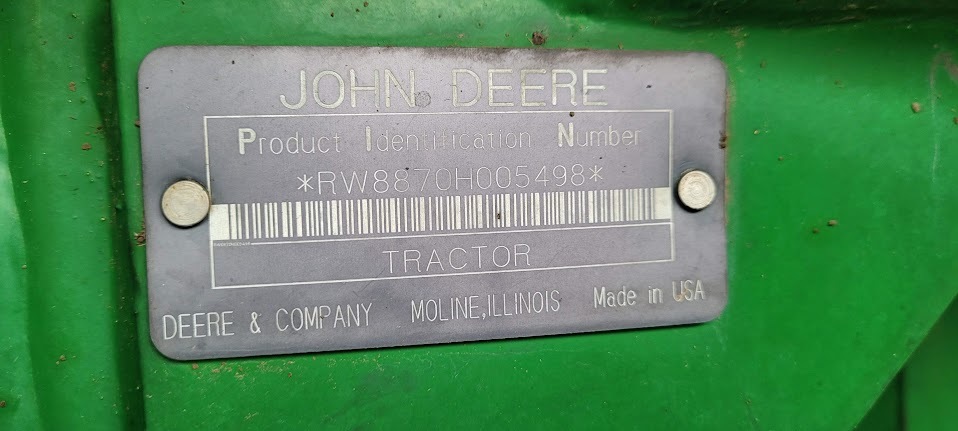 JOHN DEERE
Product Identification Number
*RW8870H005498*
TRACTOR
DEERE & COMPANY MOLINE,ILLINOIS Made in USA